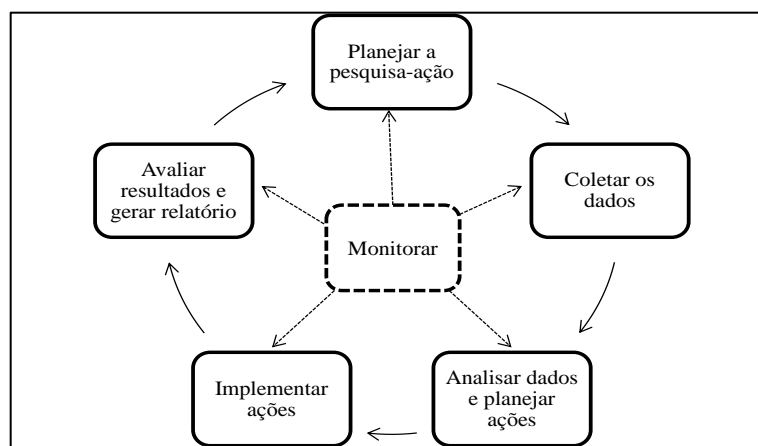 Planejar a
pesquisa-ação
Avaliar
resultados e
gerar relatório
Coletar os
dados
Monitorar
Implementar
ações
Analisar dados
e planejar
ações